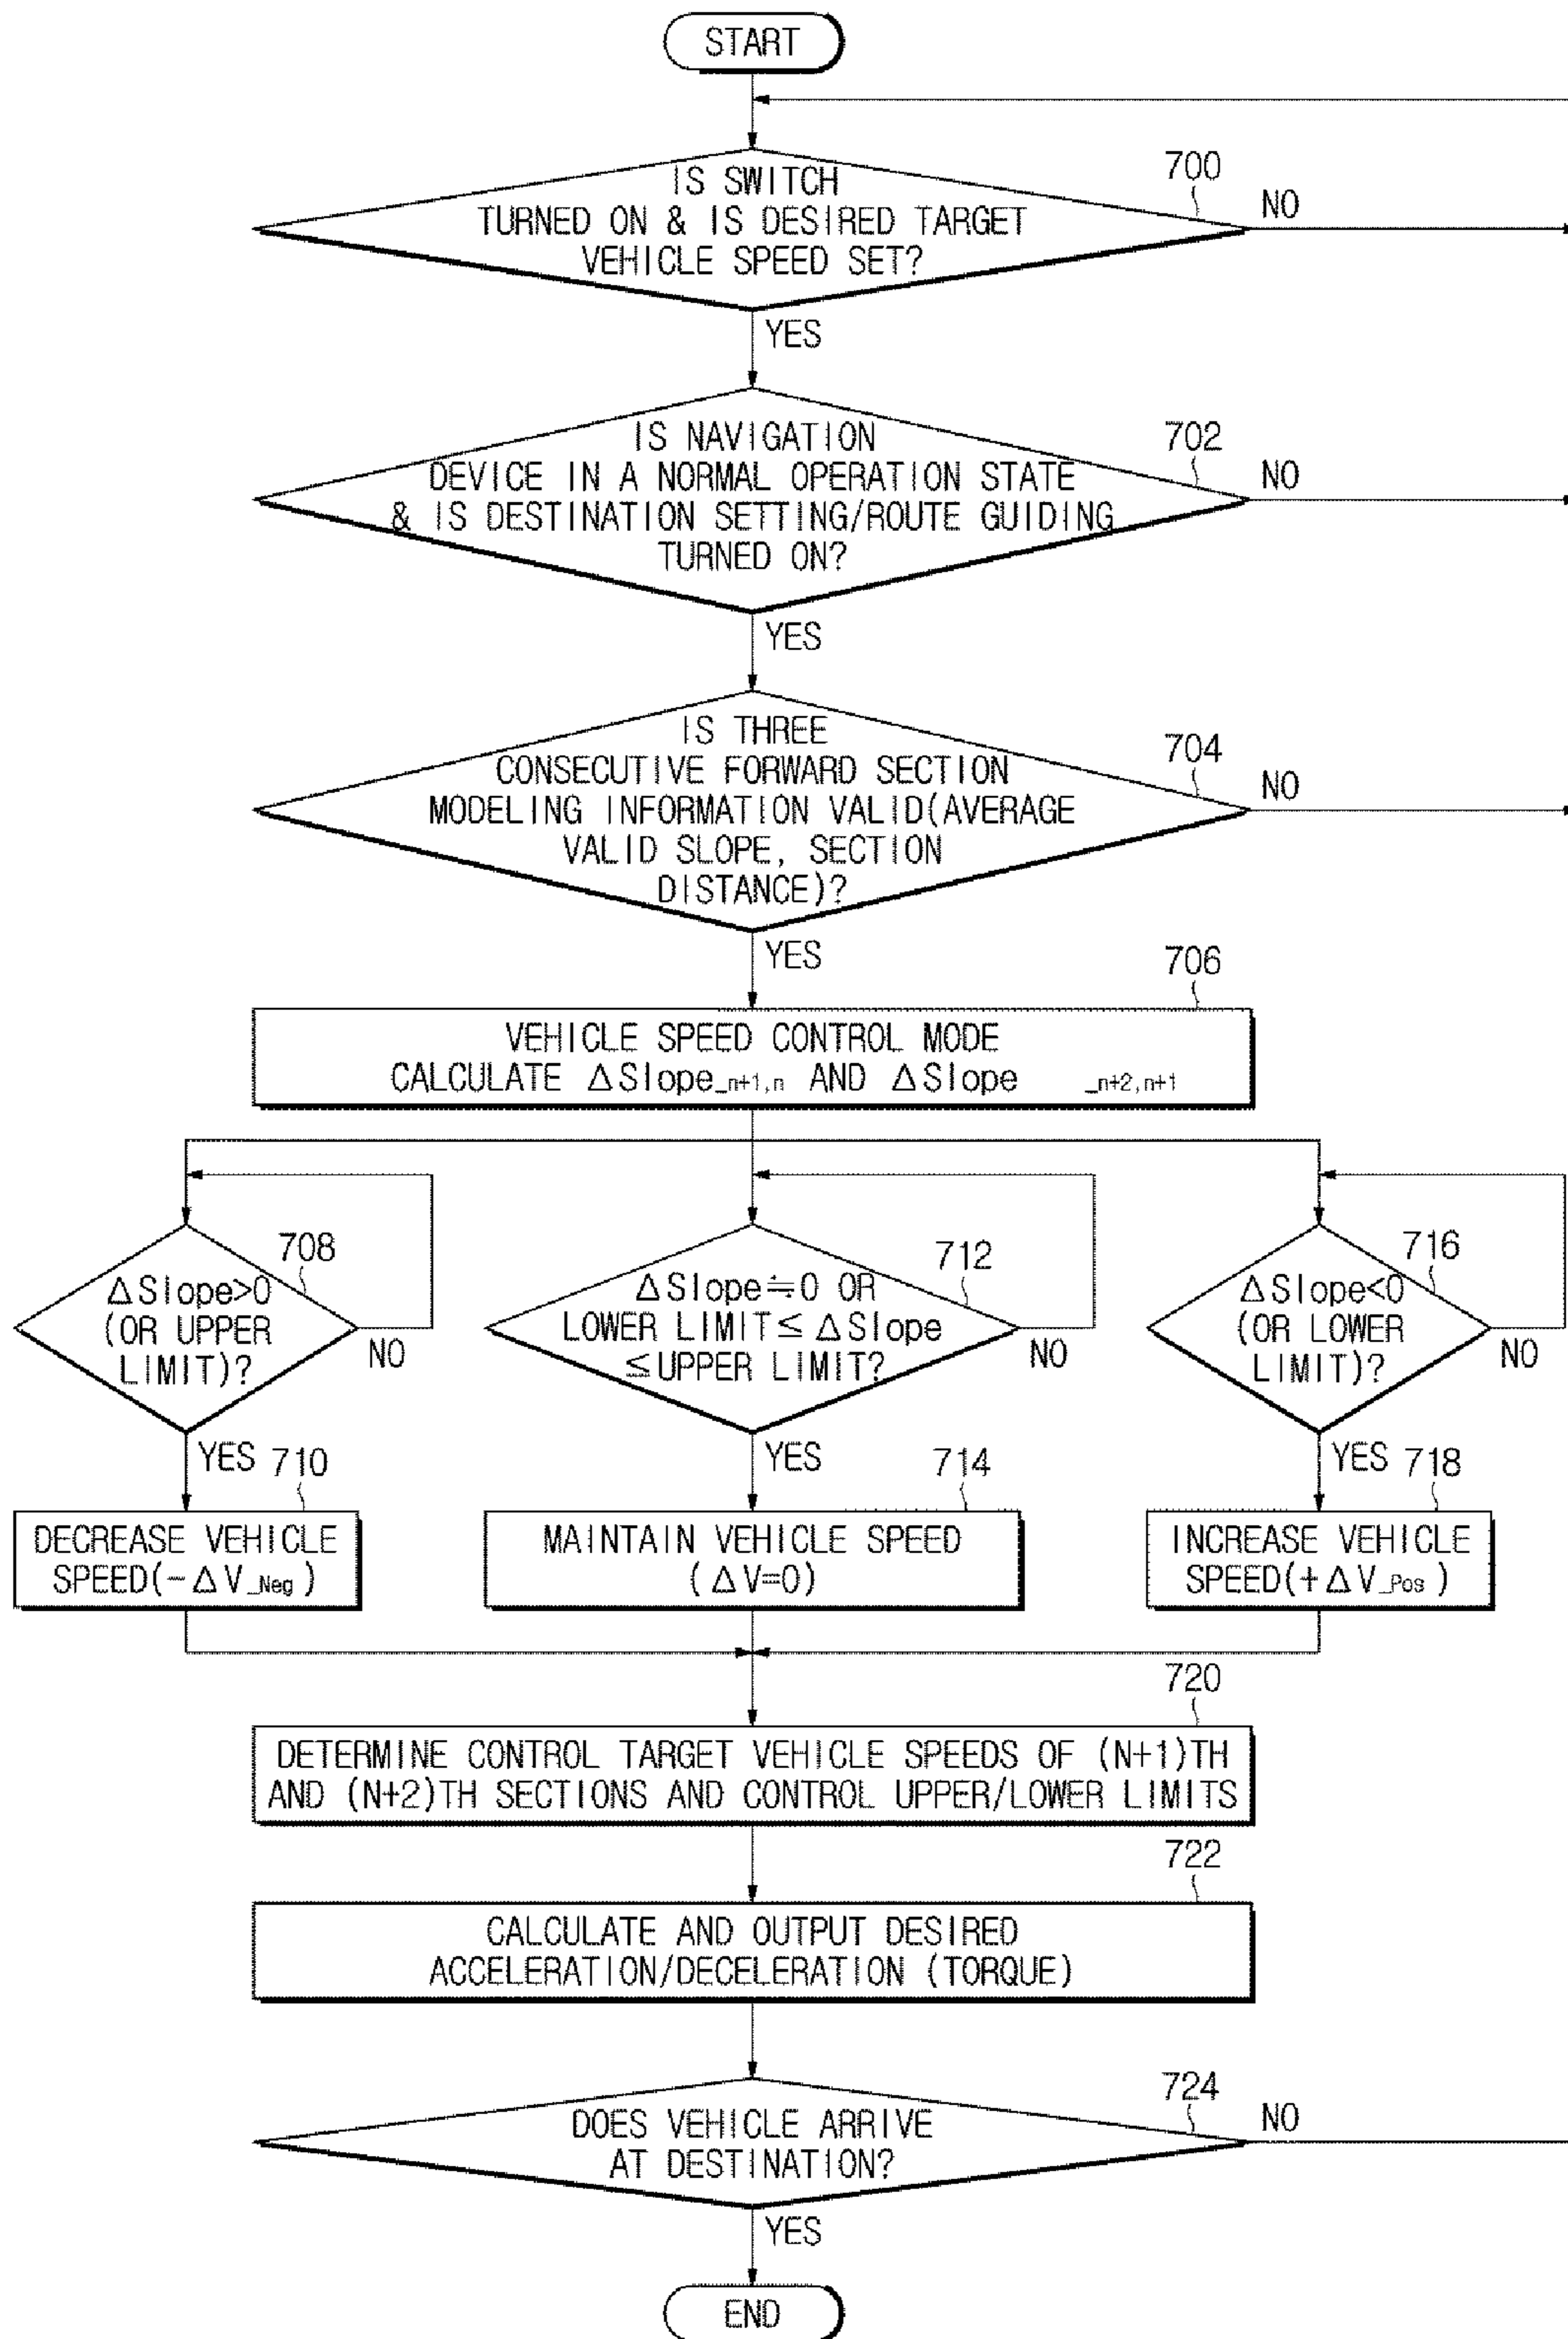 START
IS SWITCH
TURNED ON & IS DESIRED TARGET
VEHICLE SPEED SET?
700
NO
YES
IS NAVIGATION
DEVICE IN A NORMAL OPERATION STATE
& IS DESTINATION SETTING/ROUTE GUIDING
TURNED ON?
702
NO
YES
IS THREE
CONSECUTIVE FORWARD SECTION
MODELING INFORMATION VALID(AVERAGE
VALID SLOPE, SECTION
DISTANCE)?
704
NO
YES
706
VEHICLE SPEED CONTROL MODE
CALCULATE ΔSlope_n+1,n AND ΔSlope _n+2,n+1
708
ΔSlope>0
(OR UPPER
LIMIT)?
NO
YES
712
ΔSlope≒0 OR
LOWER LIMIT≦ ΔSlope
≦UPPER LIMIT?
NO
YES
716
ΔSlope<0
(OR LOWER
LIMIT)?
NO
YES
710
DECREASE VEHICLE
SPEED(-ΔV_Neg)
714
MAINTAIN VEHICLE SPEED
(ΔV=0)
718
INCREASE VEHICLE
SPEED(+ΔV_Pos)
720
DETERMINE CONTROL TARGET VEHICLE SPEEDS OF (N+1)TH
AND (N+2)TH SECTIONS AND CONTROL UPPER/LOWER LIMITS
722
CALCULATE AND OUTPUT DESIRED
ACCELERATION/DECELERATION (TORQUE)
724
DOES VEHICLE ARRIVE
AT DESTINATION?
NO
YES
END